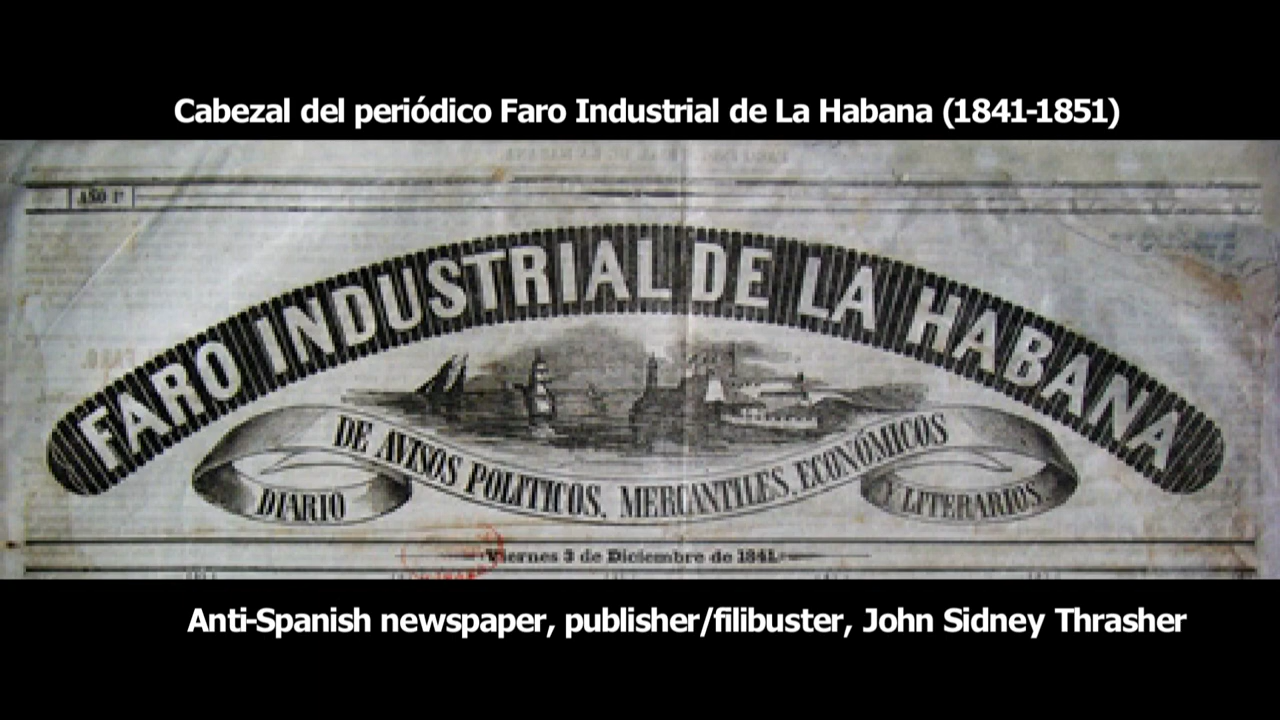 Cabezal del periódico Faro Industrial de La Habana (1841-1851)
AÑO 1º
FARO INDUSTRIAL DE LA HABANA
DIARIO DE AVISOS POLITICOS, MERCANTILES, ECONÓMICOS Y LITERARIOS
Viernes 3 de Diciembre de 1841.
Anti-Spanish newspaper, publisher/filibuster, John Sidney Thrasher